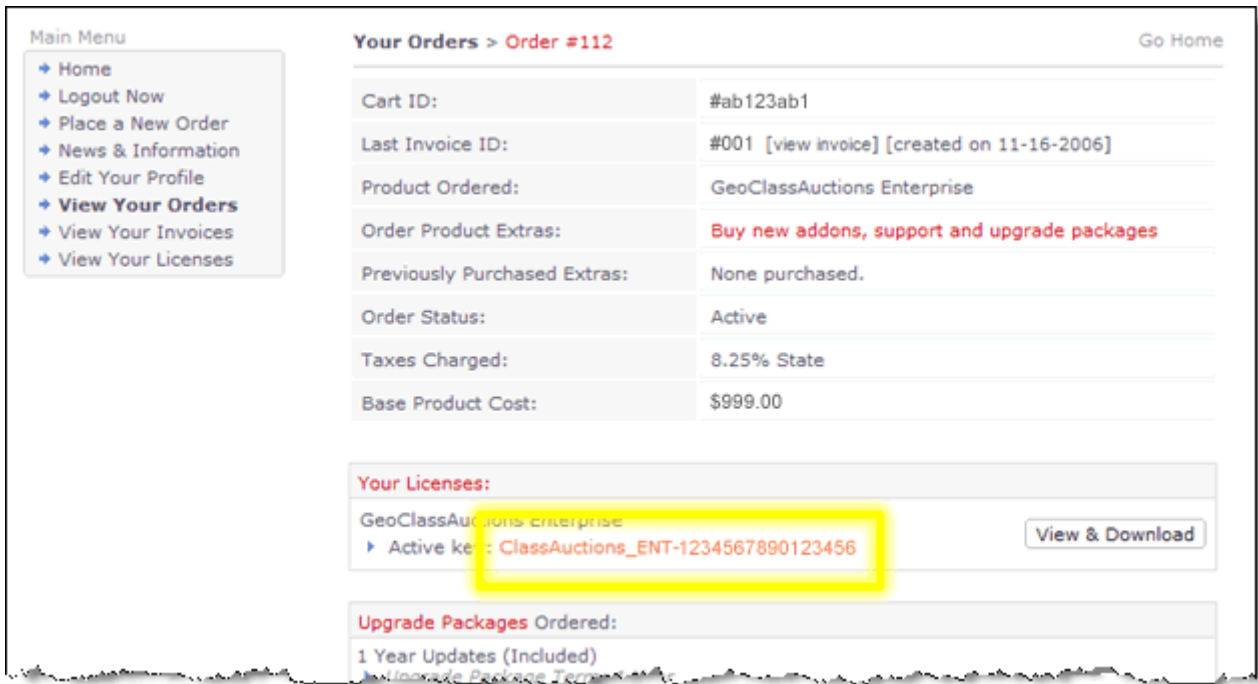 Main Menu
Home
Logout Now
Place a New Order
News & Information
Edit Your Profile
View Your Orders
View Your Invoices
View Your Licenses
Your Orders > Order #112
Go Home
Cart ID: #ab123ab1
Last Invoice ID: #001 [view invoice] [created on 11-16-2006]
Product Ordered: GeoClassAuctions Enterprise
Order Product Extras: Buy new addons, support and upgrade packages
Previously Purchased Extras: None purchased.
Order Status: Active
Taxes Charged: 8.25% State
Base Product Cost: $999.00
Your Licenses:
GeoClassAuctions Enterprise
Active key: ClassAuctions_ENT-1234567890123456
View & Download
Upgrade Packages Ordered:
1 Year Updates (Included)
Upgrade Package Term